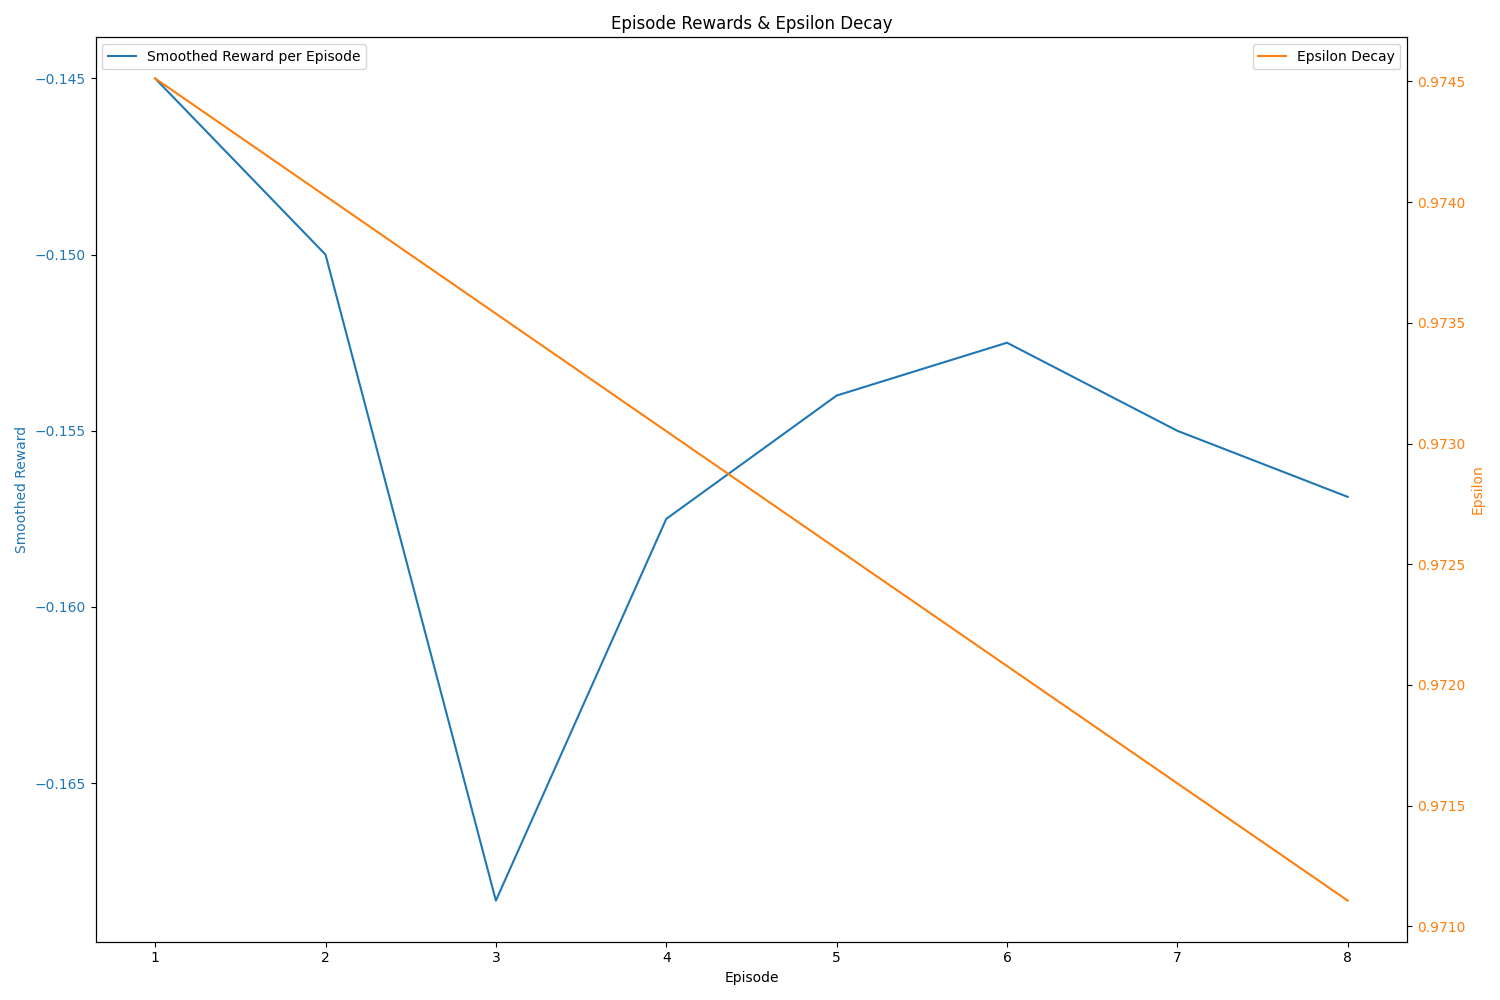 Episode Rewards & Epsilon Decay
Smoothed Reward per Episode
Epsilon Decay
−0.145
−0.150
−0.155
−0.160
−0.165
Smoothed Reward
0.9745
0.9740
0.9735
0.9730
0.9725
0.9720
0.9715
0.9710
Epsilon
1 2 3 4 5 6 7 8
Episode